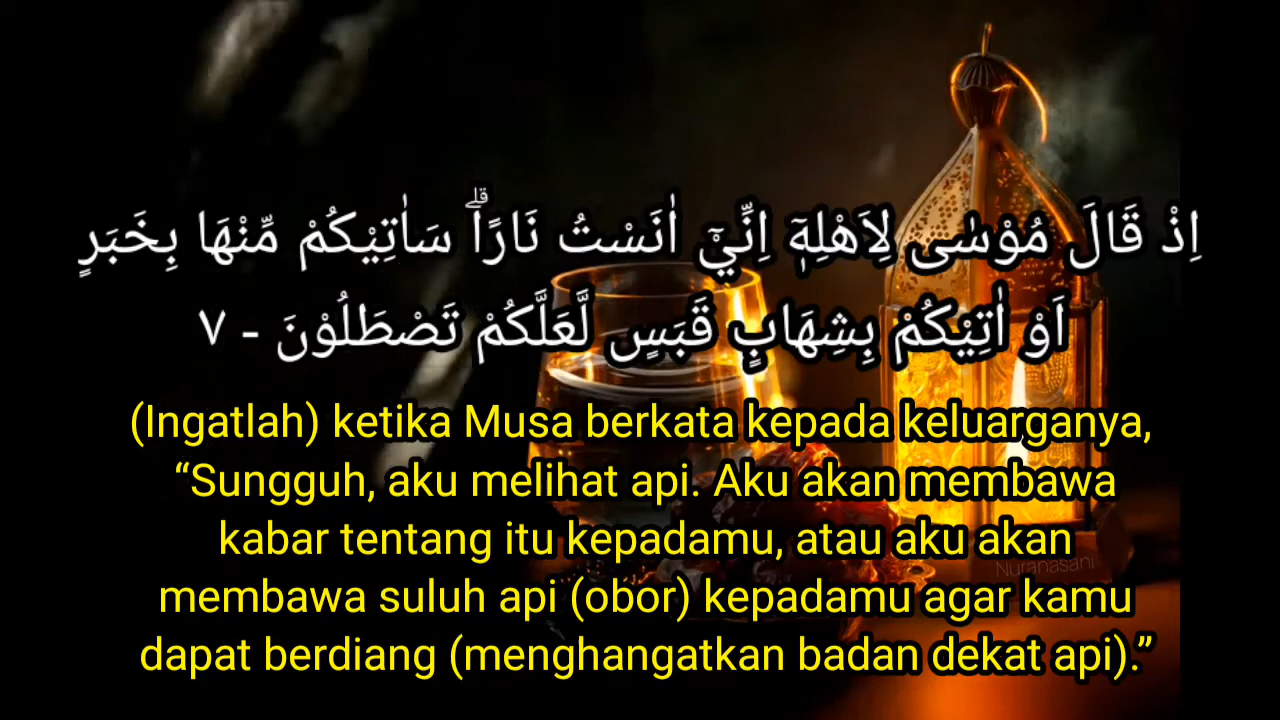 اِذْ قَالَ مُوْسٰى لِاَهْلِهٖٓ اِنِّيْٓ اٰنَسْتُ نَارًاۗ سَاٰتِيْكُمْ مِّنْهَا بِخَبَرٍ
اَوْ اٰتِيْكُمْ بِشِهَابٍ قَبَسٍ لَّعَلَّكُمْ تَصْطَلُوْنَ - ٧
(Ingatlah) ketika Musa berkata kepada keluarganya,
“Sungguh, aku melihat api. Aku akan membawa
kabar tentang itu kepadamu, atau aku akan
membawa suluh api (obor) kepadamu agar kamu
dapat berdiang (menghangatkan badan dekat api).”
Nuranasani